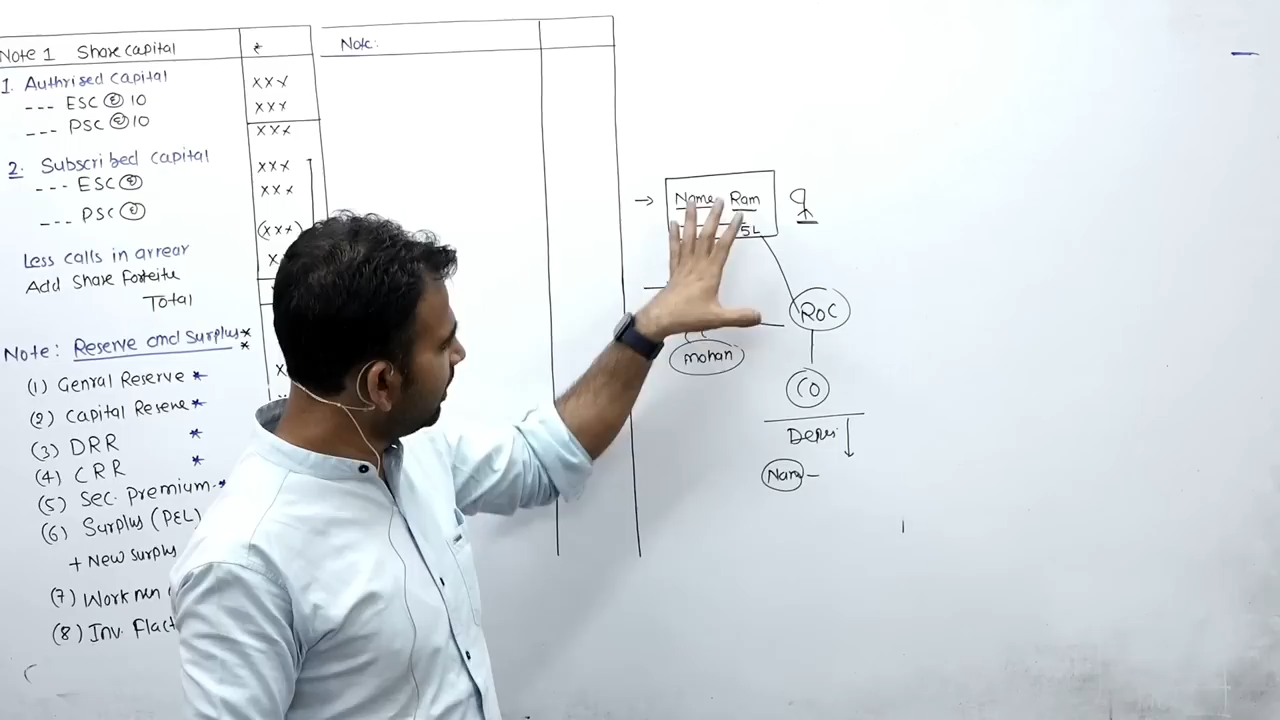 Note 1 Share capital ₹
1. Authrised capital xxx
--- ESC @ 10 xxx
--- PSC @ 10 xxx
2. Subscribed capital xxx
--- ESC @ xxx
--- PSC @ (xxx)
Less calls in arrear
Add Share Forfeite
Total
Note: Reserve and Surplus **
(1) Genral Reserve *
(2) Capital Reserve *
(3) DRR *
(4) CRR *
(5) Sec. Premium *
(6) Surplus (P&L)
+ New surplus
(7) Workmen
(8) Inv. Fluct
Note:
→ Name Ram
5L
ROC
mohan
CO